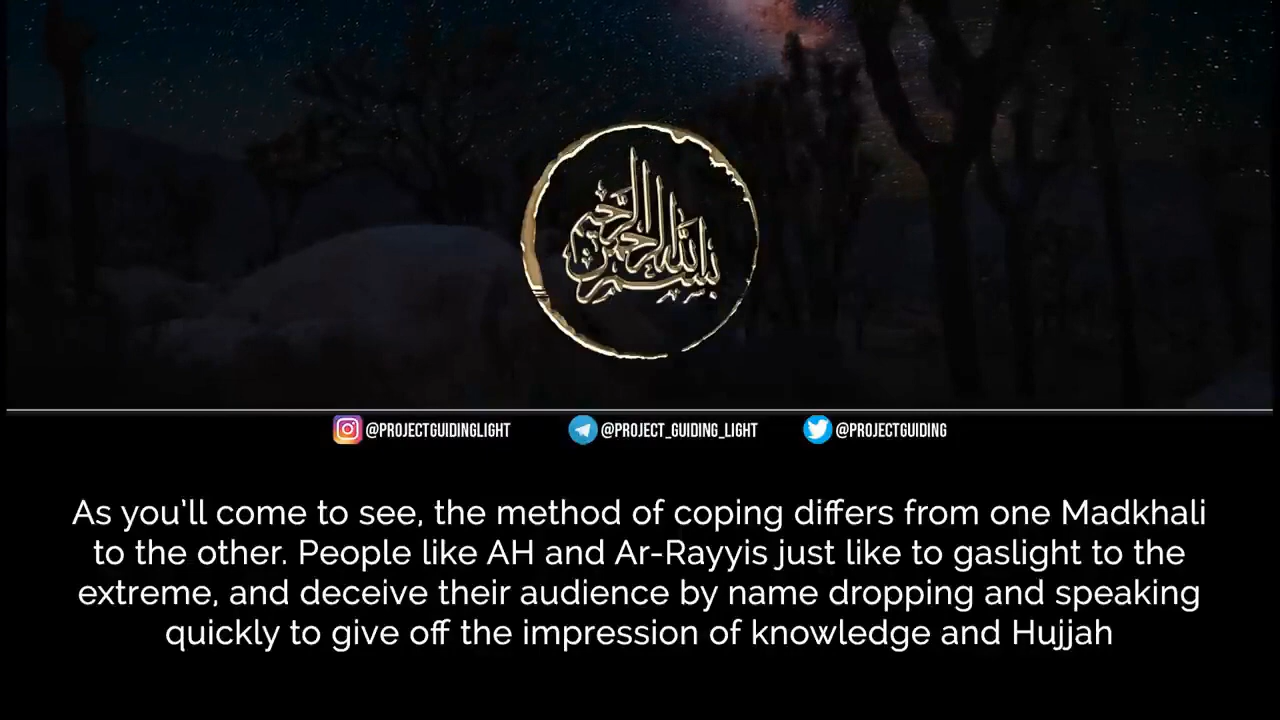 بسم الله الرحمن الرحيم
@PROJECTGUIDINGLIGHT @PROJECT_GUIDING_LIGHT @PROJECTGUIDING
As you'll come to see, the method of coping differs from one Madkhali
to the other. People like AH and Ar-Rayyis just like to gaslight to the
extreme, and deceive their audience by name dropping and speaking
quickly to give off the impression of knowledge and Hujjah